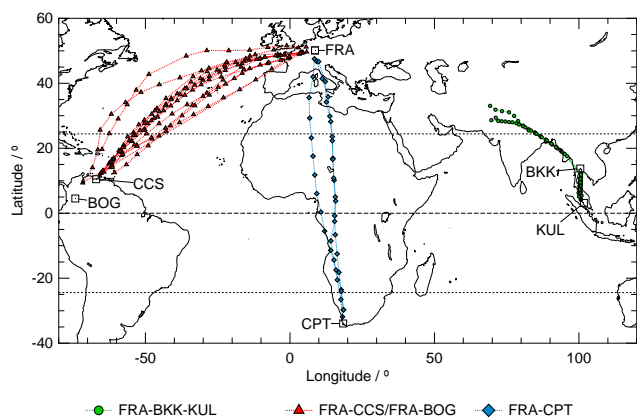 60
40
20
0
-20
-40
Latitude / º
FRA
CCS
BOG
BKK
KUL
CPT
-50 0 50 100
Longitude / º
FRA-BKK-KUL FRA-CCS/FRA-BOG FRA-CPT